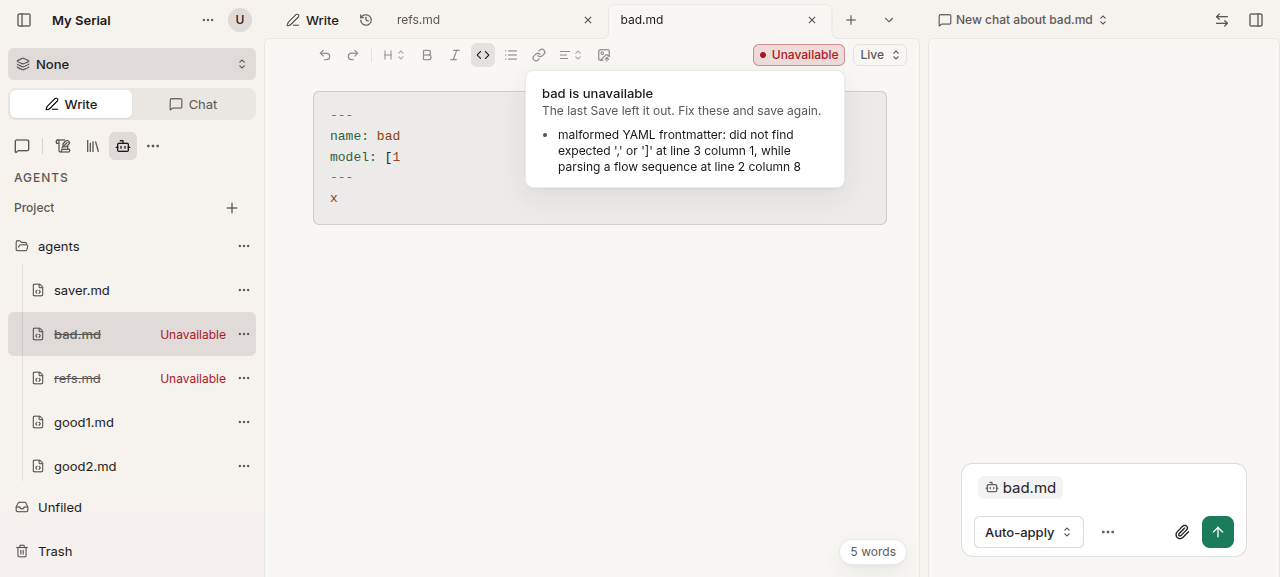 My Serial
U
Write
refs.md
bad.md
New chat about bad.md
None
H
Unavailable
Live
Write
Chat
bad is unavailable
The last Save left it out. Fix these and save again.
malformed YAML frontmatter: did not find
expected ',' or ']' at line 3 column 1, while
parsing a flow sequence at line 2 column 8
---
name: bad
model: [1
---
x
AGENTS
Project
agents
saver.md
bad.md
Unavailable
refs.md
Unavailable
good1.md
good2.md
Unfiled
Trash
5 words
bad.md
Auto-apply